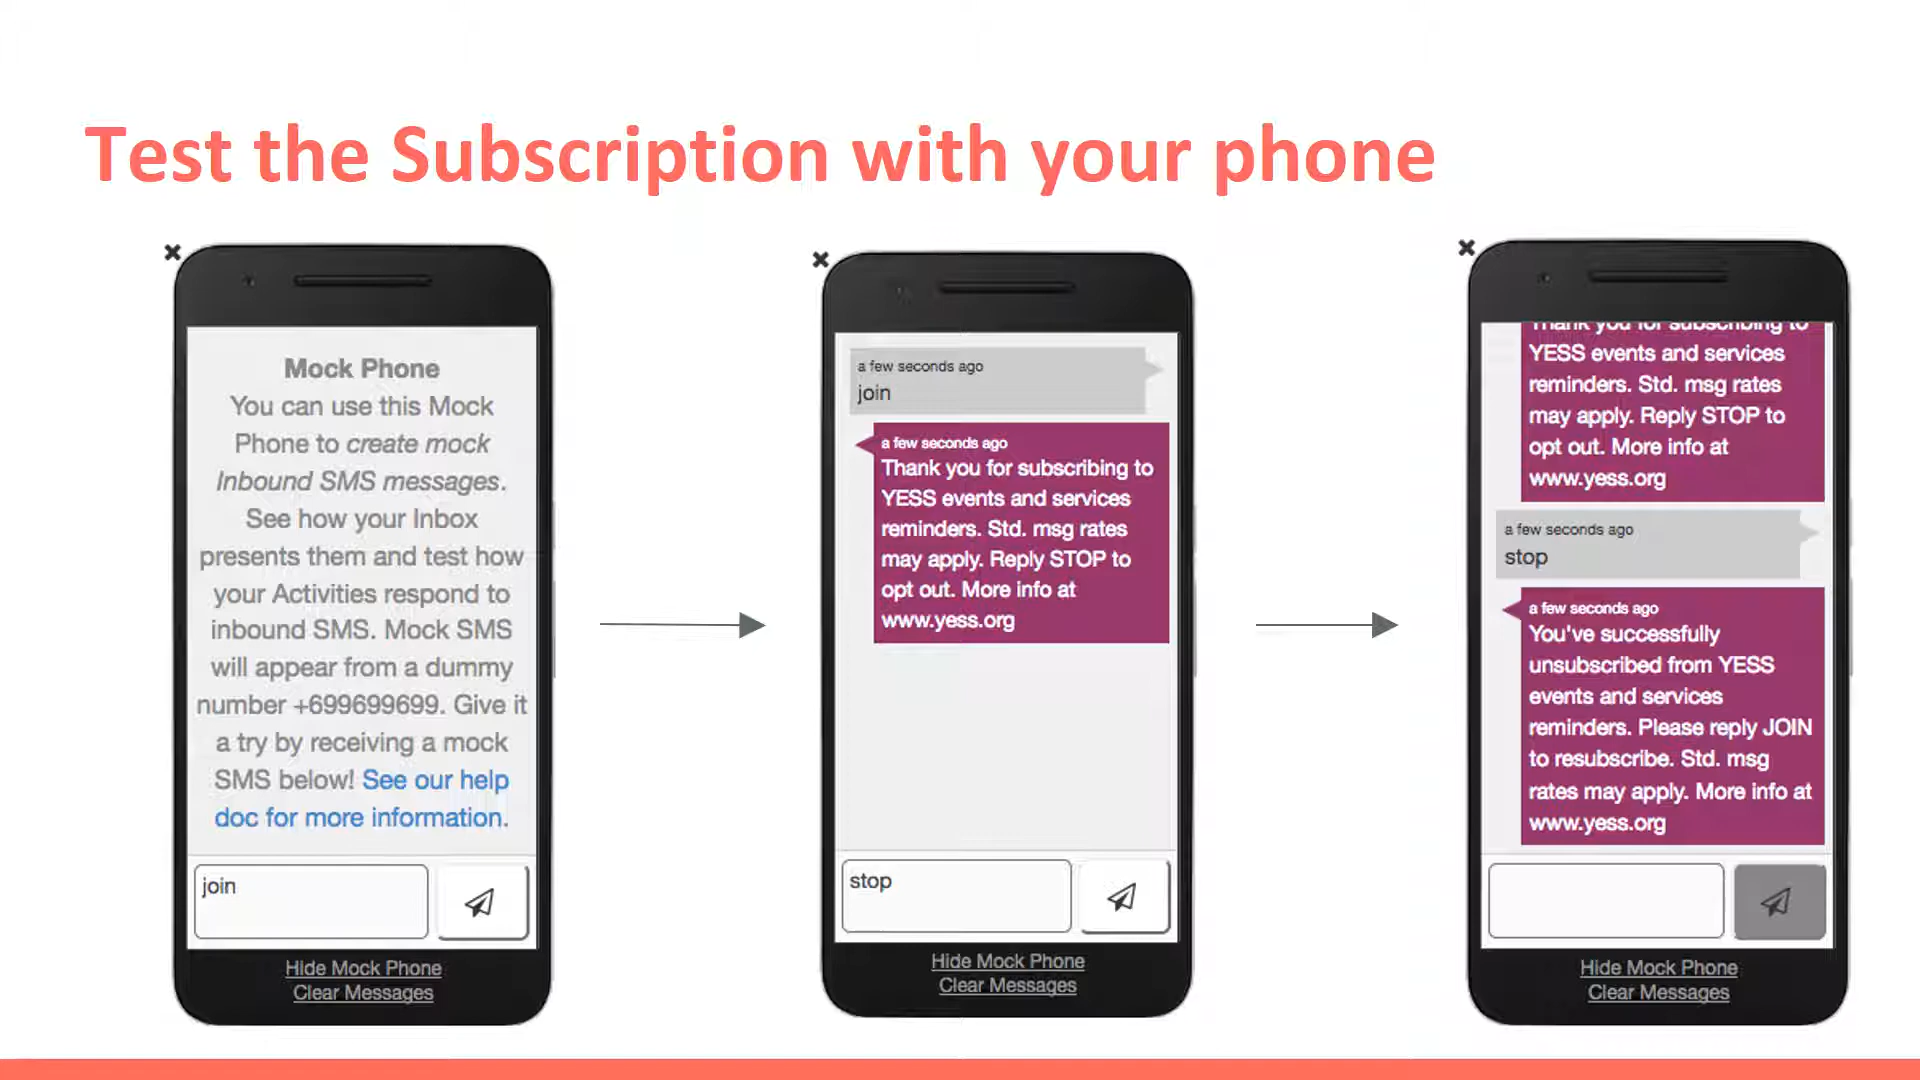 Test the Subscription with your phone
Mock Phone
You can use this Mock
Phone to create mock
Inbound SMS messages.
See how your Inbox
presents them and test how
your Activities respond to
inbound SMS. Mock SMS
will appear from a dummy
number +699699699. Give it
a try by receiving a mock
SMS below! See our help
doc for more information.
join
Hide Mock Phone
Clear Messages
a few seconds ago
join
a few seconds ago
Thank you for subscribing to
YESS events and services
reminders. Std. msg rates
may apply. Reply STOP to
opt out. More info at
www.yess.org
stop
Hide Mock Phone
Clear Messages
Thank you for subscribing to
YESS events and services
reminders. Std. msg rates
may apply. Reply STOP to
opt out. More info at
www.yess.org
a few seconds ago
stop
a few seconds ago
You've successfully
unsubscribed from YESS
events and services
reminders. Please reply JOIN
to resubscribe. Std. msg
rates may apply. More info at
www.yess.org
Hide Mock Phone
Clear Messages